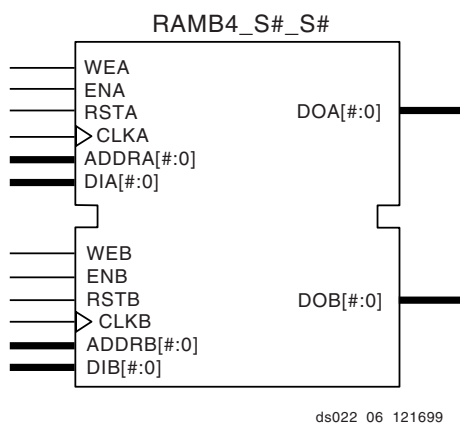 RAMB4_S#_S#
WEA
ENA
RSTA
DOA[#:0]
CLKA
ADDRA[#:0]
DIA[#:0]
WEB
ENB
RSTB
DOB[#:0]
CLKB
ADDRB[#:0]
DIB[#:0]
ds022_06_121699